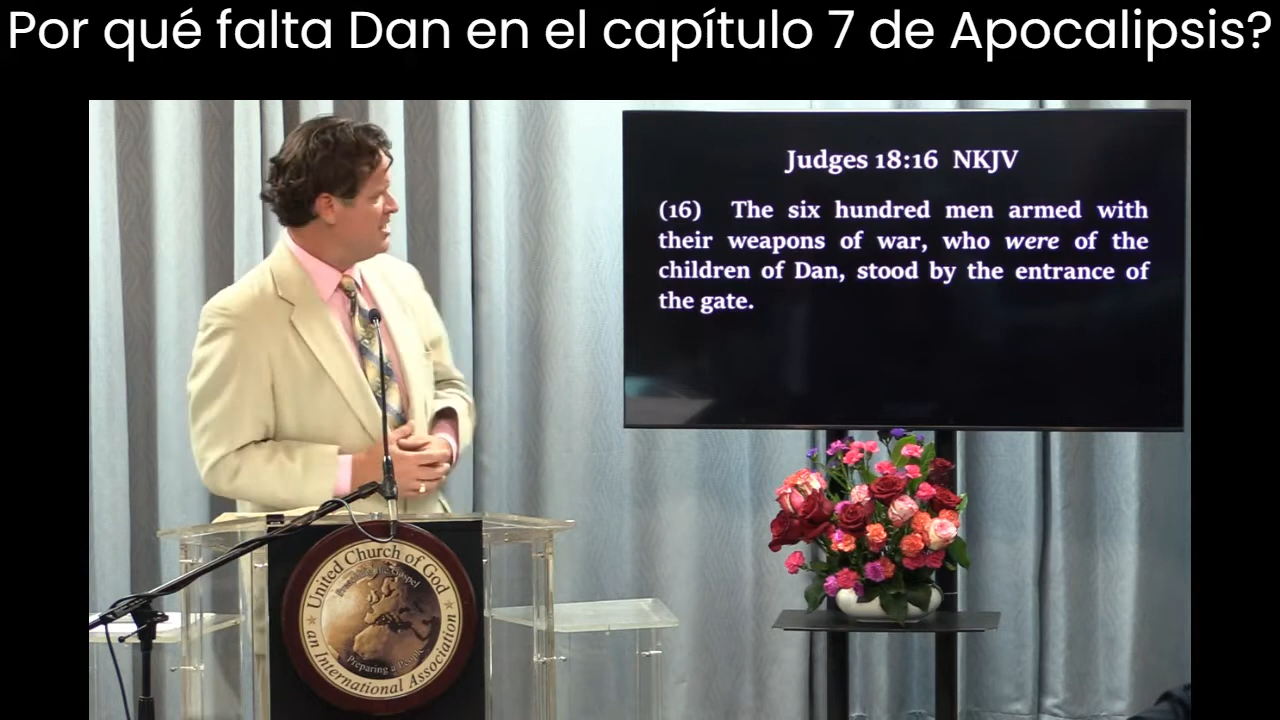 Por qué falta Dan en el capítulo 7 de Apocalipsis?
Judges 18:16 NKJV
(16) The six hundred men armed with
their weapons of war, who were of the
children of Dan, stood by the entrance of
the gate.
United Church of God
an International Association
Preparing a People